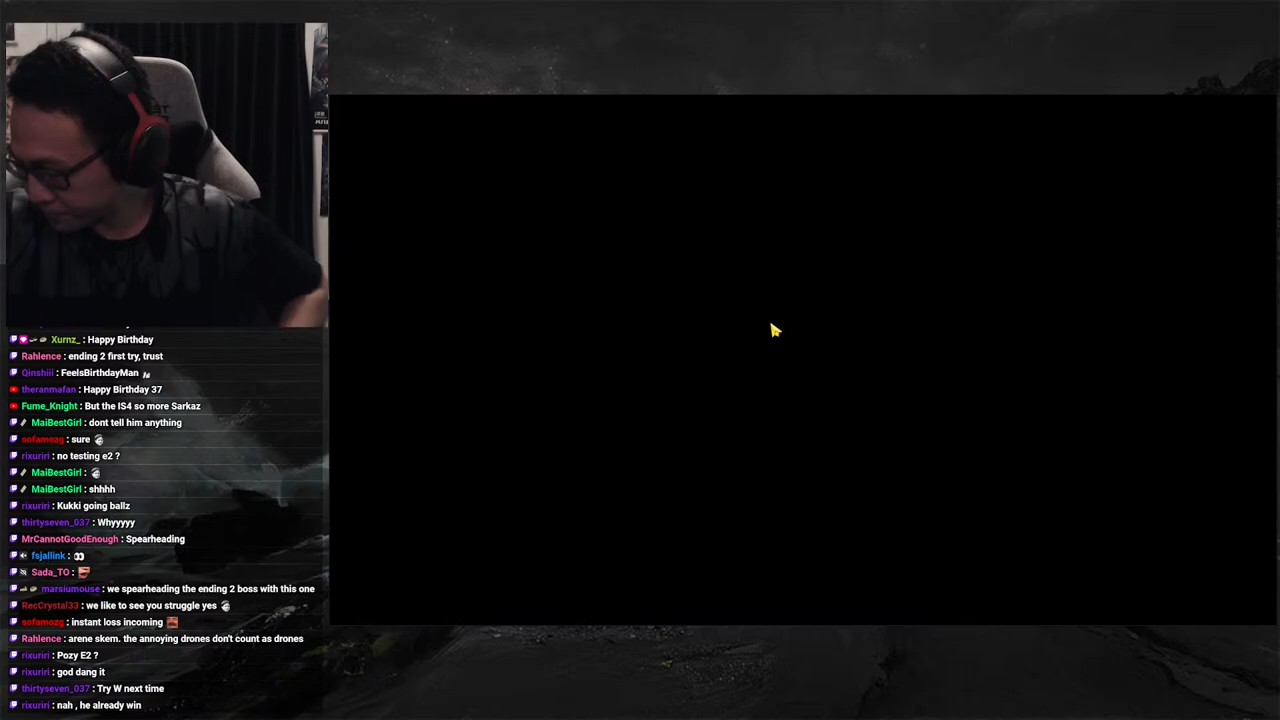 Xurnz_ : Happy Birthday
Rahlence : ending 2 first try, trust
Qinshiii : FeelsBirthdayMan
theranmafan : Happy Birthday 37
Fume_Knight : But the IS4 so more Sarkaz
MaiBestGirl : dont tell him anything
sofamozg : sure
rixuriri : no testing e2 ?
MaiBestGirl :
MaiBestGirl : shhhh
rixuriri : Kukki going ballz
thirtyseven_037 : Whyyyyy
MrCannotGoodEnough : Spearheading
fsjallink :
Sada_TO :
marsiumouse : we spearheading the ending 2 boss with this one
RecCrystal33 : we like to see you struggle yes
sofamozg : instant loss incoming
Rahlence : arene skem. the annoying drones don't count as drones
rixuriri : Pozy E2 ?
rixuriri : god dang it
thirtyseven_037 : Try W next time
rixuriri : nah , he already win